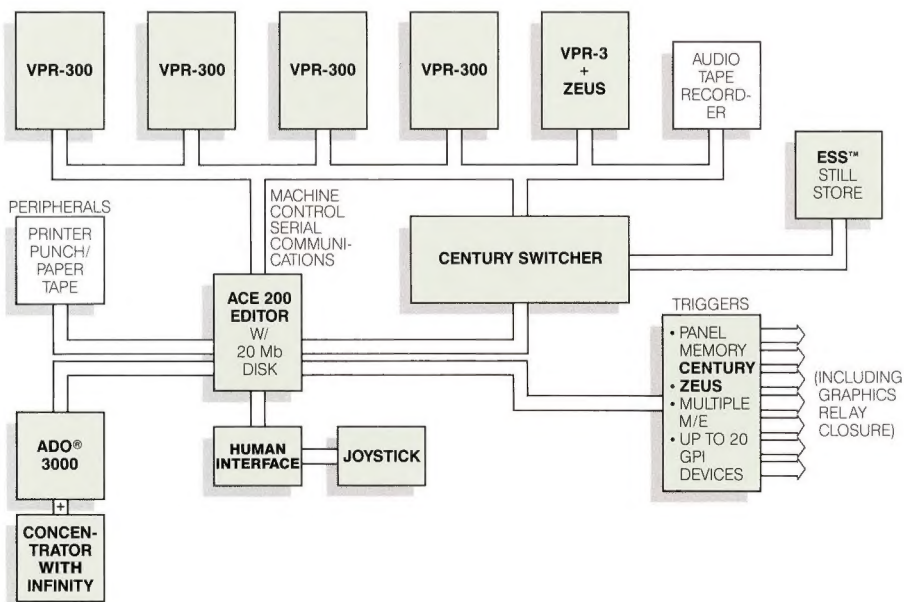 VPR-300
VPR-300
VPR-300
VPR-300
VPR-3
+
ZEUS
AUDIO
TAPE
RECORD-
ER
ESS™
STILL
STORE
MACHINE
CONTROL
SERIAL
COMMUNI-
CATIONS
PERIPHERALS
PRINTER
PUNCH/
PAPER
TAPE
CENTURY SWITCHER
ACE 200
EDITOR
W/
20 Mb
DISK
TRIGGERS
• PANEL
MEMORY
CENTURY
• ZEUS
• MULTIPLE
M/E
• UP TO 20
GPI
DEVICES
(INCLUDING
GRAPHICS
RELAY
CLOSURE)
ADO®
3000
HUMAN
INTERFACE
JOYSTICK
+
CONCEN-
TRATOR
WITH
INFINITY